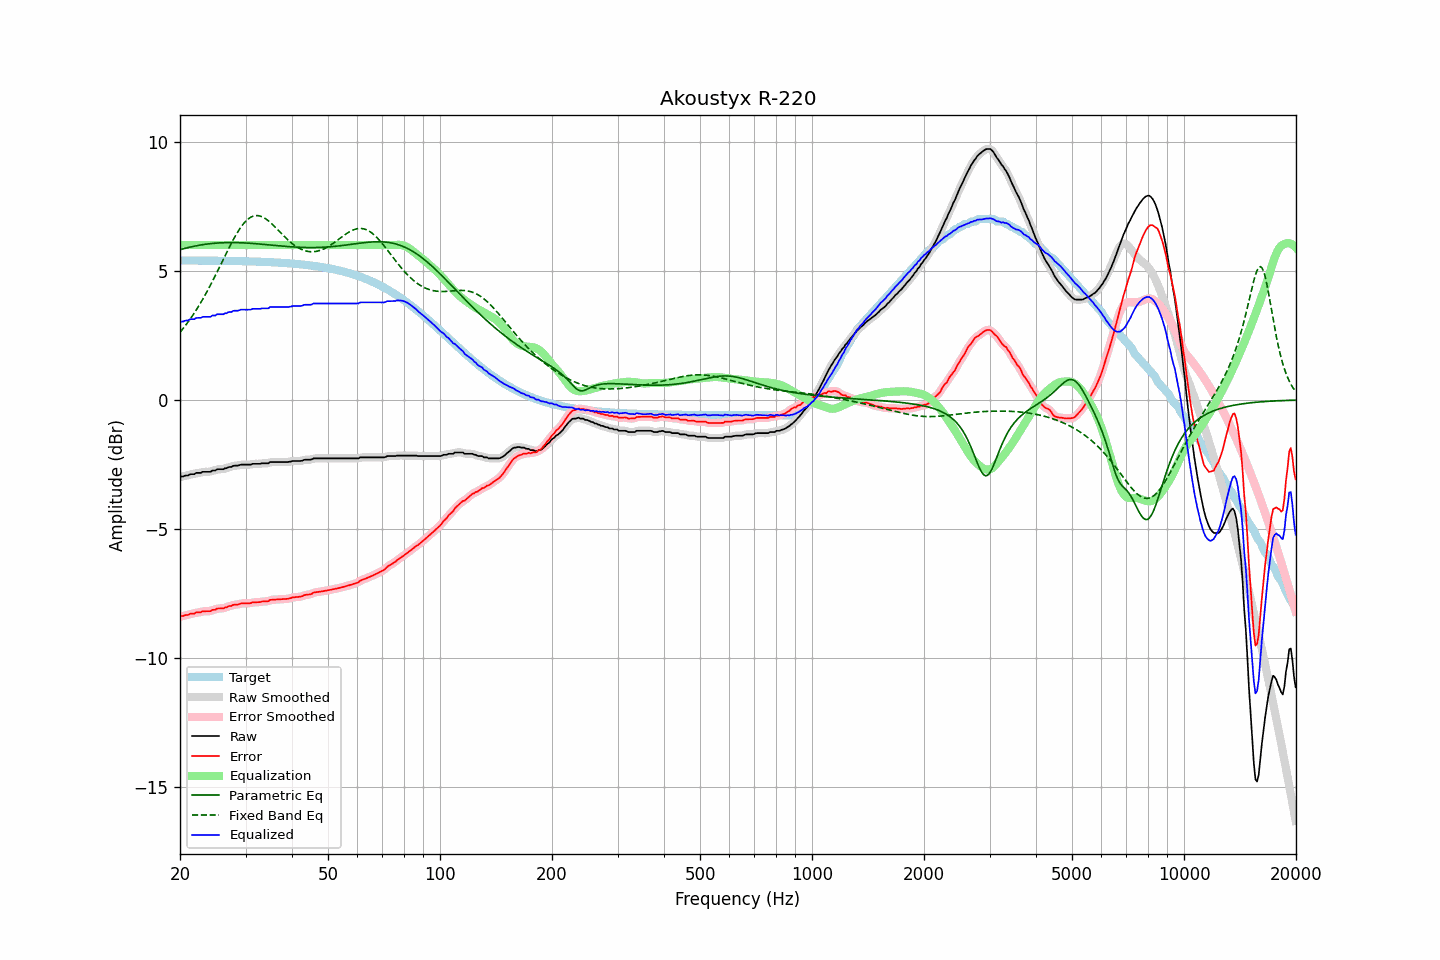 Akoustyx R-220
Amplitude (dBr)
10
5
0
−5
−10
−15
Target
Raw Smoothed
Error Smoothed
Raw
Error
Equalization
Parametric Eq
Fixed Band Eq
Equalized
20 50 100 200 500 1000 2000 5000 10000 20000
Frequency (Hz)